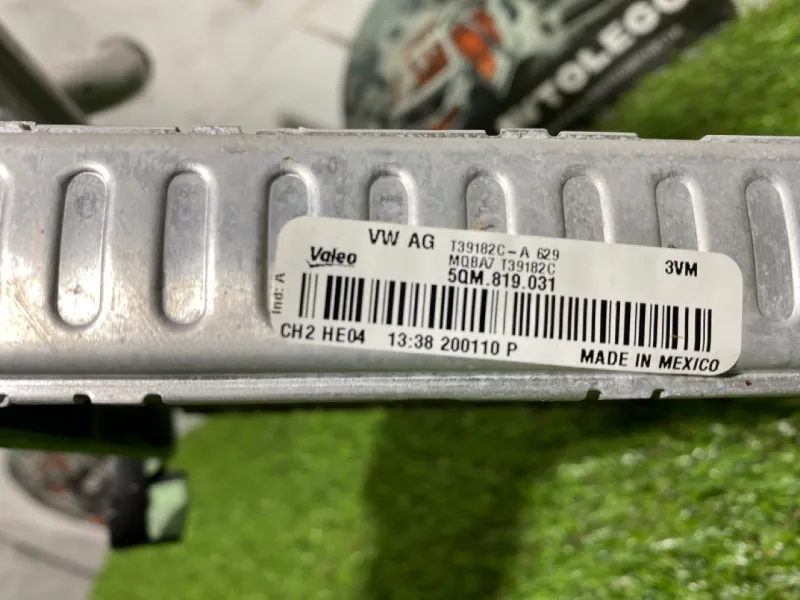 NTOLEGO
VW AG T39182C-A 629
Valeo MQBA7 T39182C 3VM
5QM.819.031
Ind: A
CH2 HE04 13:38 200110 P
MADE IN MEXICO